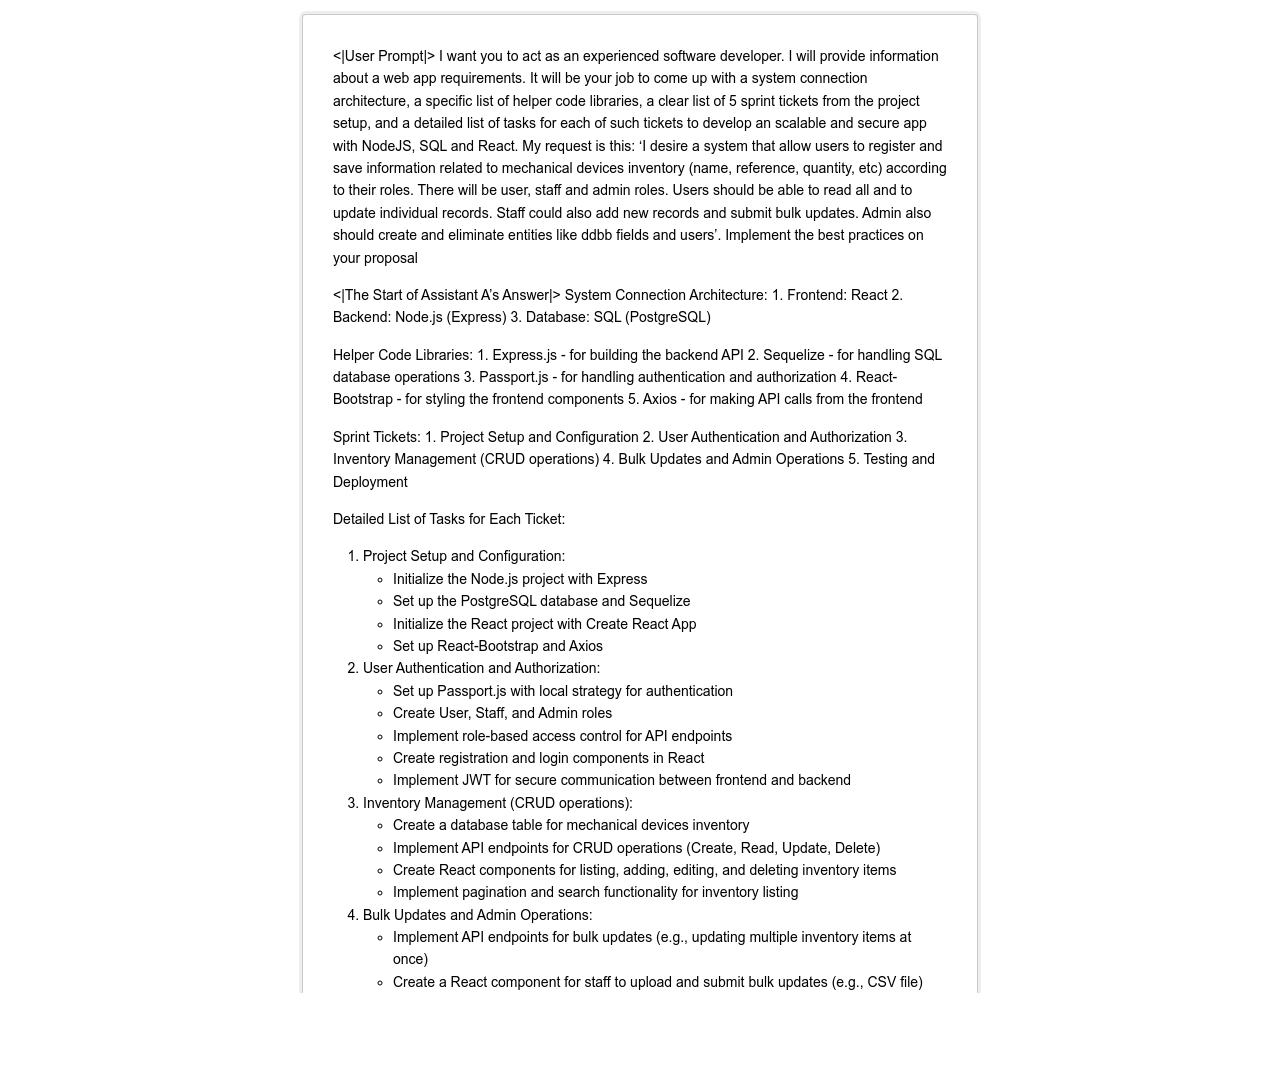 <|User Prompt|> I want you to act as an experienced software developer. I will provide information
about a web app requirements. It will be your job to come up with a system connection
architecture, a specific list of helper code libraries, a clear list of 5 sprint tickets from the project
setup, and a detailed list of tasks for each of such tickets to develop an scalable and secure app
with NodeJS, SQL and React. My request is this: ‘I desire a system that allow users to register and
save information related to mechanical devices inventory (name, reference, quantity, etc) according
to their roles. There will be user, staff and admin roles. Users should be able to read all and to
update individual records. Staff could also add new records and submit bulk updates. Admin also
should create and eliminate entities like ddbb fields and users’. Implement the best practices on
your proposal
<|The Start of Assistant A’s Answer|> System Connection Architecture: 1. Frontend: React 2.
Backend: Node.js (Express) 3. Database: SQL (PostgreSQL)
Helper Code Libraries: 1. Express.js - for building the backend API 2. Sequelize - for handling SQL
database operations 3. Passport.js - for handling authentication and authorization 4. React-
Bootstrap - for styling the frontend components 5. Axios - for making API calls from the frontend
Sprint Tickets: 1. Project Setup and Configuration 2. User Authentication and Authorization 3.
Inventory Management (CRUD operations) 4. Bulk Updates and Admin Operations 5. Testing and
Deployment
Detailed List of Tasks for Each Ticket:
1. Project Setup and Configuration:
◦ Initialize the Node.js project with Express
◦ Set up the PostgreSQL database and Sequelize
◦ Initialize the React project with Create React App
◦ Set up React-Bootstrap and Axios
2. User Authentication and Authorization:
◦ Set up Passport.js with local strategy for authentication
◦ Create User, Staff, and Admin roles
◦ Implement role-based access control for API endpoints
◦ Create registration and login components in React
◦ Implement JWT for secure communication between frontend and backend
3. Inventory Management (CRUD operations):
◦ Create a database table for mechanical devices inventory
◦ Implement API endpoints for CRUD operations (Create, Read, Update, Delete)
◦ Create React components for listing, adding, editing, and deleting inventory items
◦ Implement pagination and search functionality for inventory listing
4. Bulk Updates and Admin Operations:
◦ Implement API endpoints for bulk updates (e.g., updating multiple inventory items at
once)
◦ Create a React component for staff to upload and submit bulk updates (e.g., CSV file)